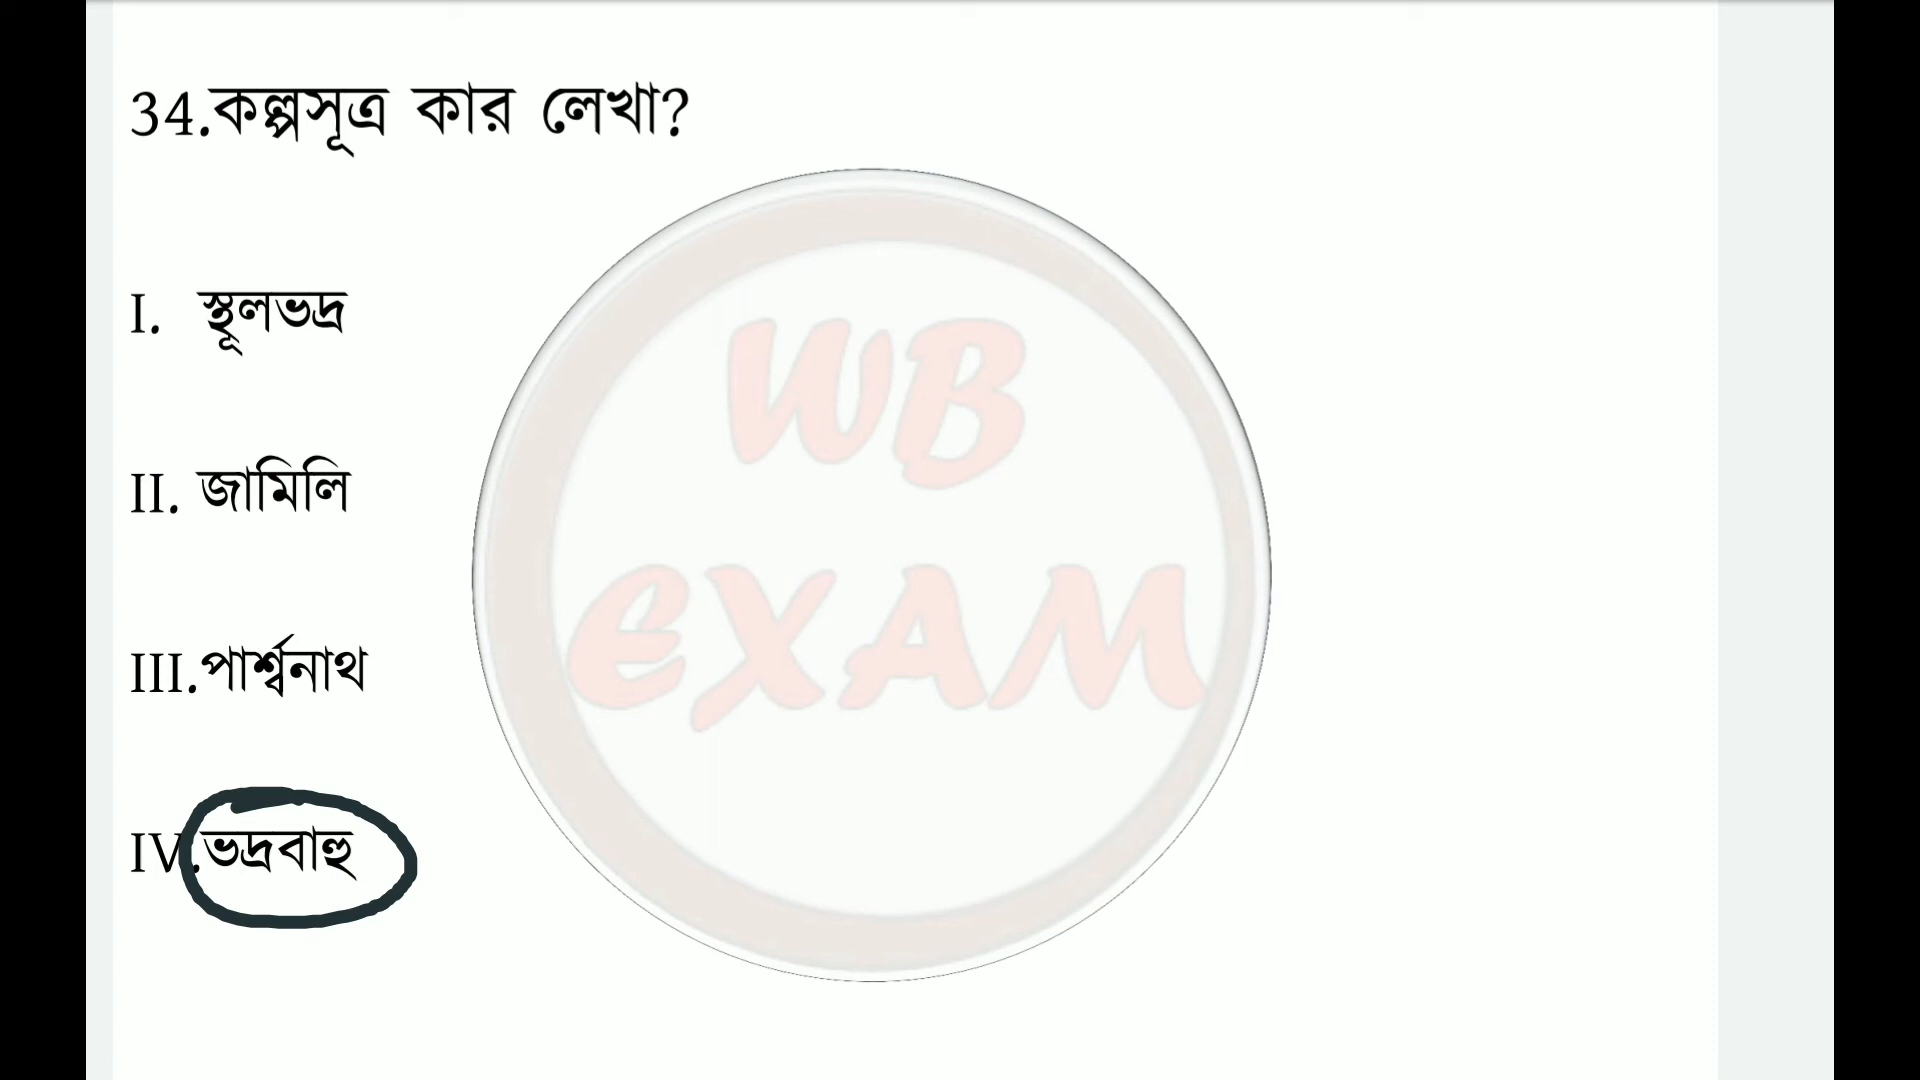 34.কল্পসূত্র কার লেখা?
I. স্থূলভদ্র
WB
II. জামিলি
EXAM
III.পার্শ্বনাথ
IV.ভদ্রবাহু